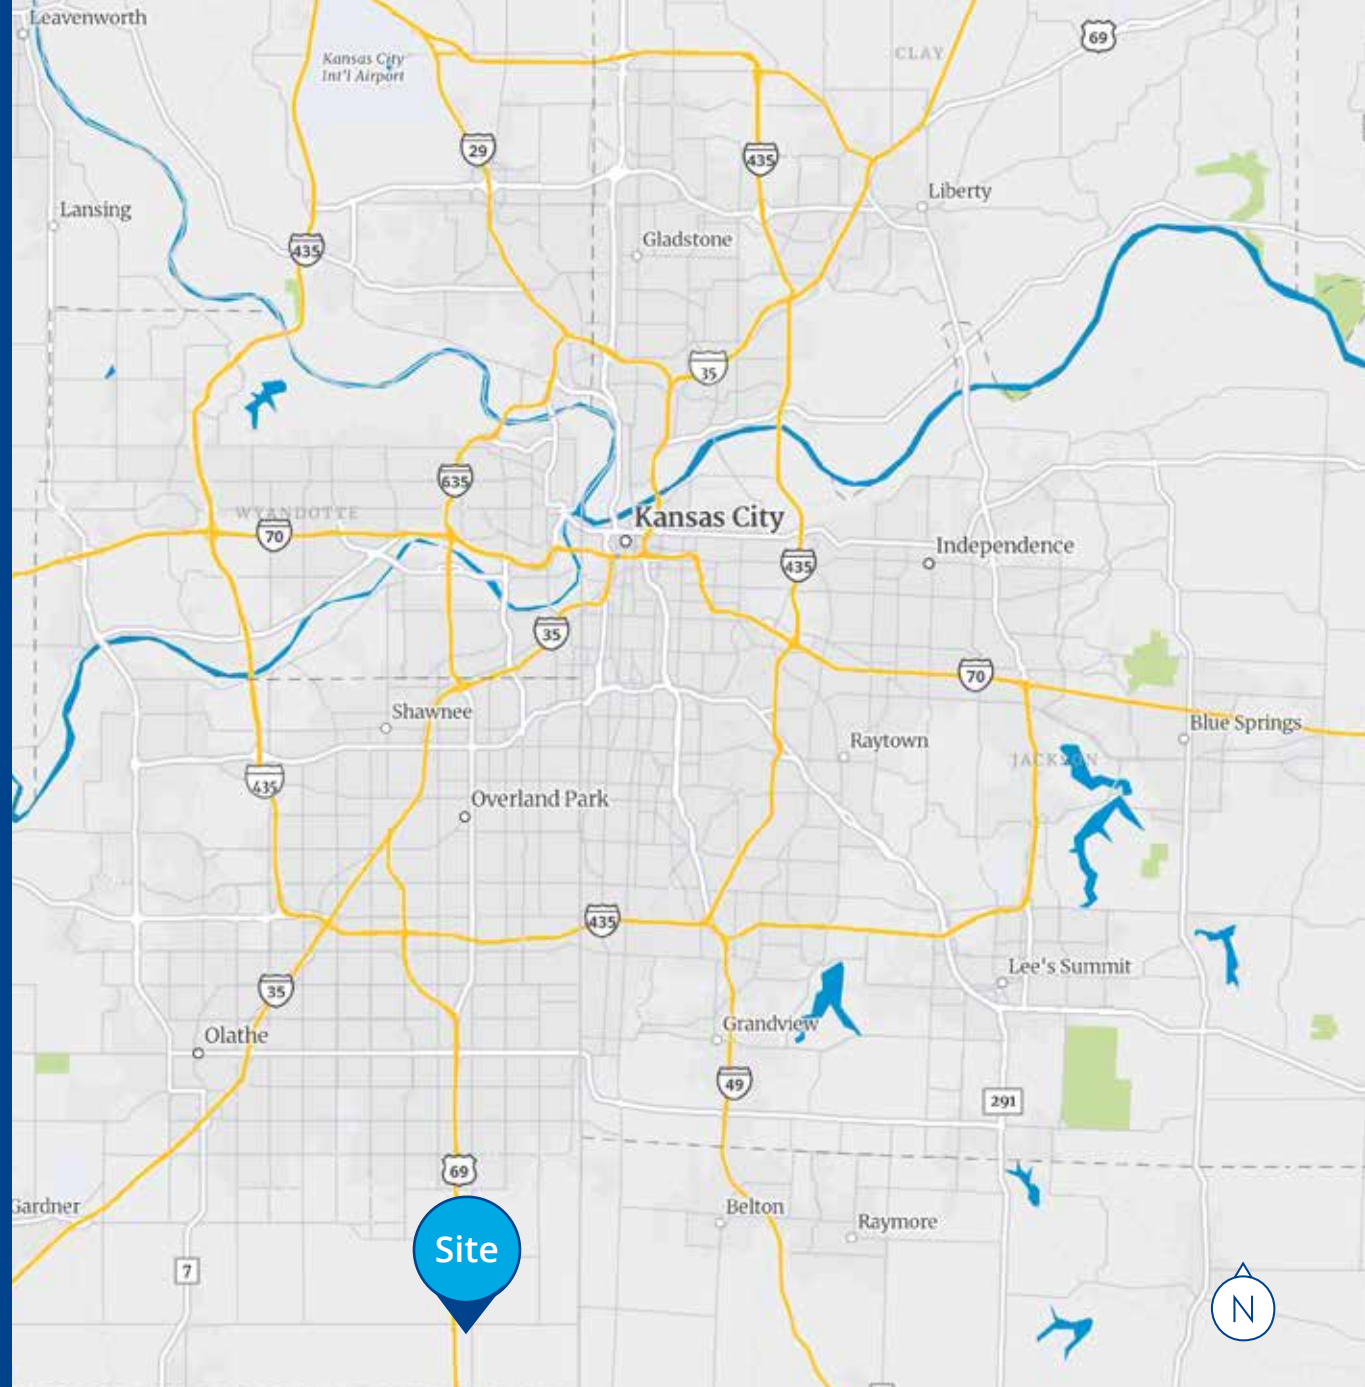 Leavenworth
69
CLAY
Kansas City
Int'l Airport
29
435
Liberty
Lansing
Gladstone
435
35
635
WYANDOTTE
Kansas City
70
Independence
435
35
70
Shawnee
Blue Springs
Raytown
JACKSON
435
Overland Park
435
Lee's Summit
35
Grandview
Olathe
49
291
69
Gardner
Belton
Raymore
Site
7
N